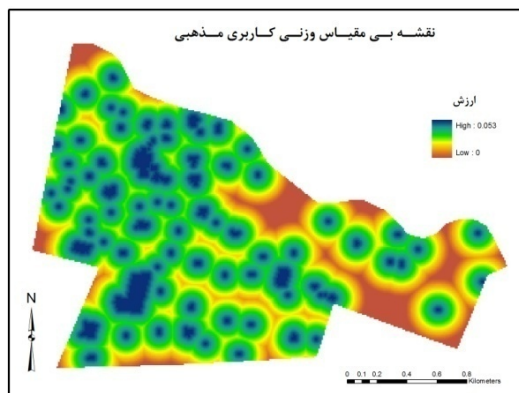 نقشه بی مقیاس وزنی کاربری مذهبی
ارزش
High : 0.053
Low : 0
N
0 0.1 0.2 0.4 0.6 0.8
Kilometers